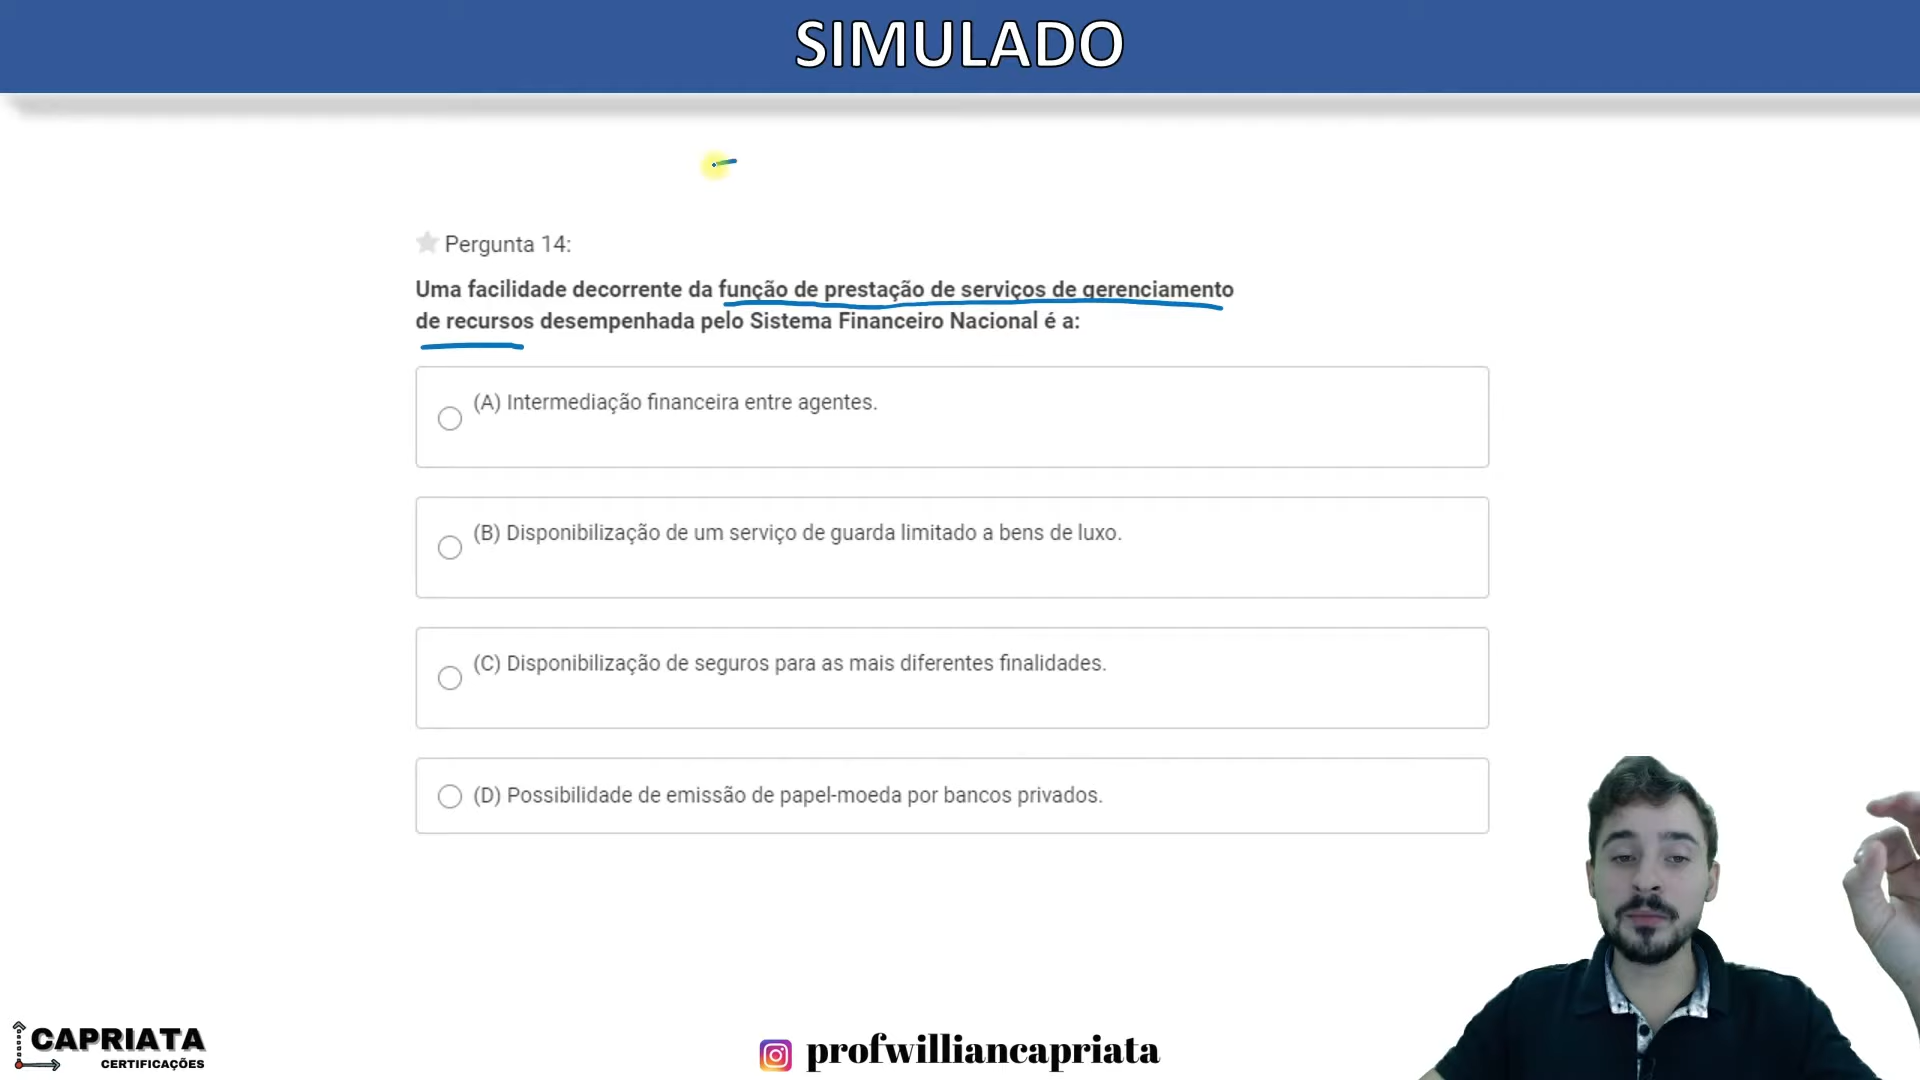 SIMULADO
Pergunta 14:
Uma facilidade decorrente da função de prestação de serviços de gerenciamento
de recursos desempenhada pelo Sistema Financeiro Nacional é a:
(A) Intermediação financeira entre agentes.
(B) Disponibilização de um serviço de guarda limitado a bens de luxo.
(C) Disponibilização de seguros para as mais diferentes finalidades.
(D) Possibilidade de emissão de papel-moeda por bancos privados.
CAPRIATA
CERTIFICAÇÕES
profwilliancapriata